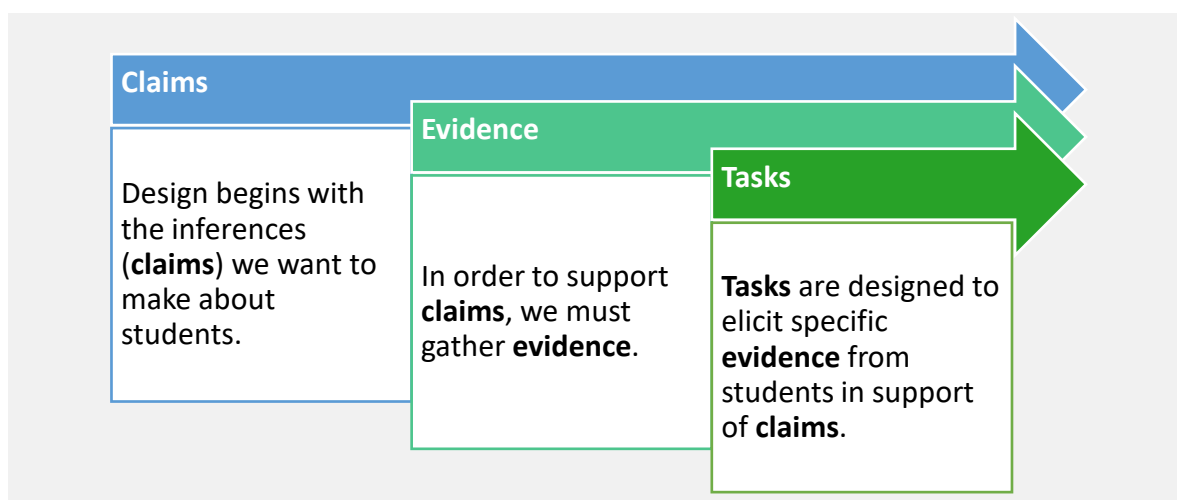 Claims
Design begins with
the inferences
(claims) we want to
make about
students.
Evidence
In order to support
claims, we must
gather evidence.
Tasks
Tasks are designed to
elicit specific
evidence from
students in support
of claims.